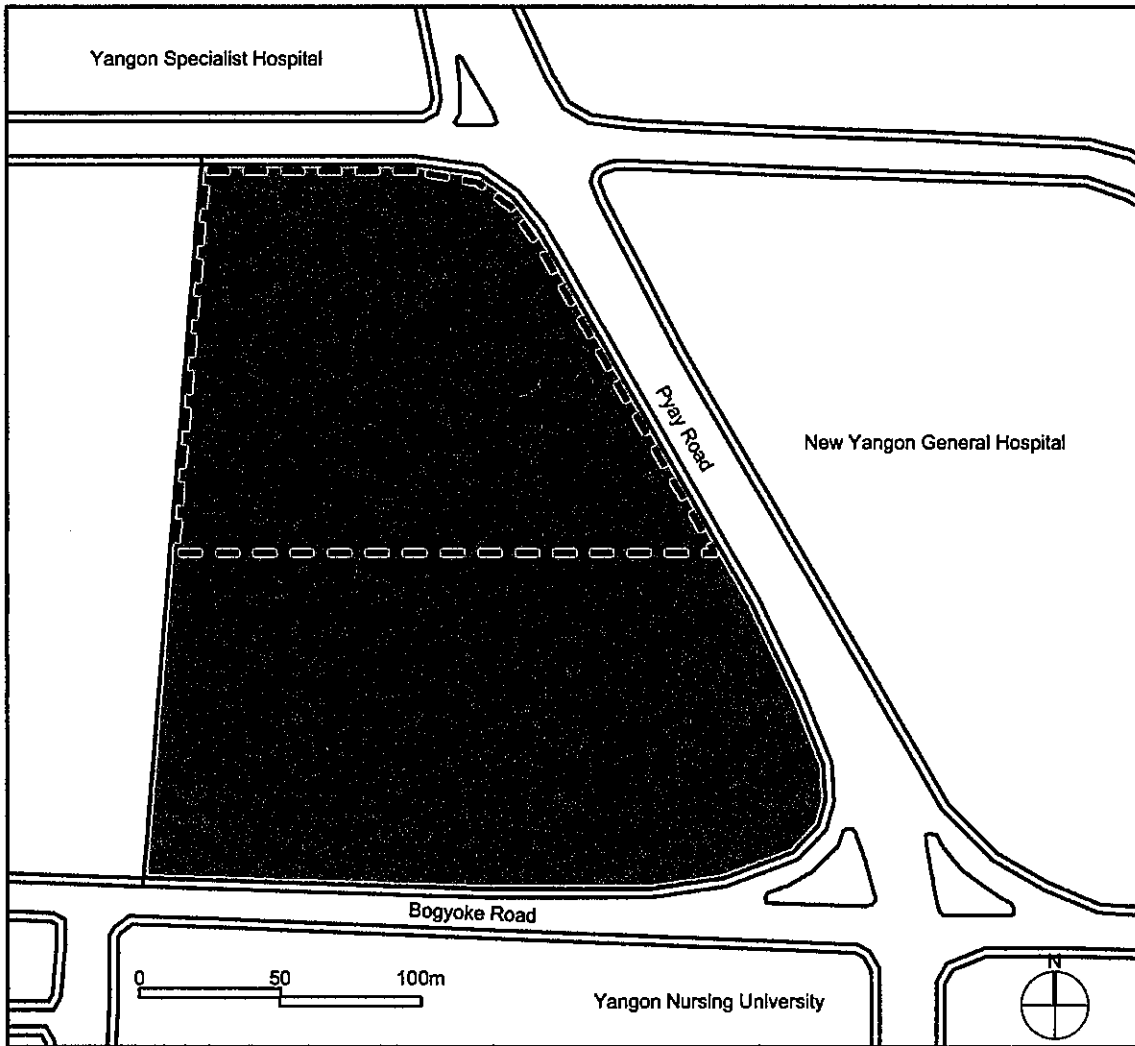 Yangon Specialist Hospital
Pyay Road
New Yangon General Hospital
Bogyoke Road
0 50 100m
Yangon Nursing University
N